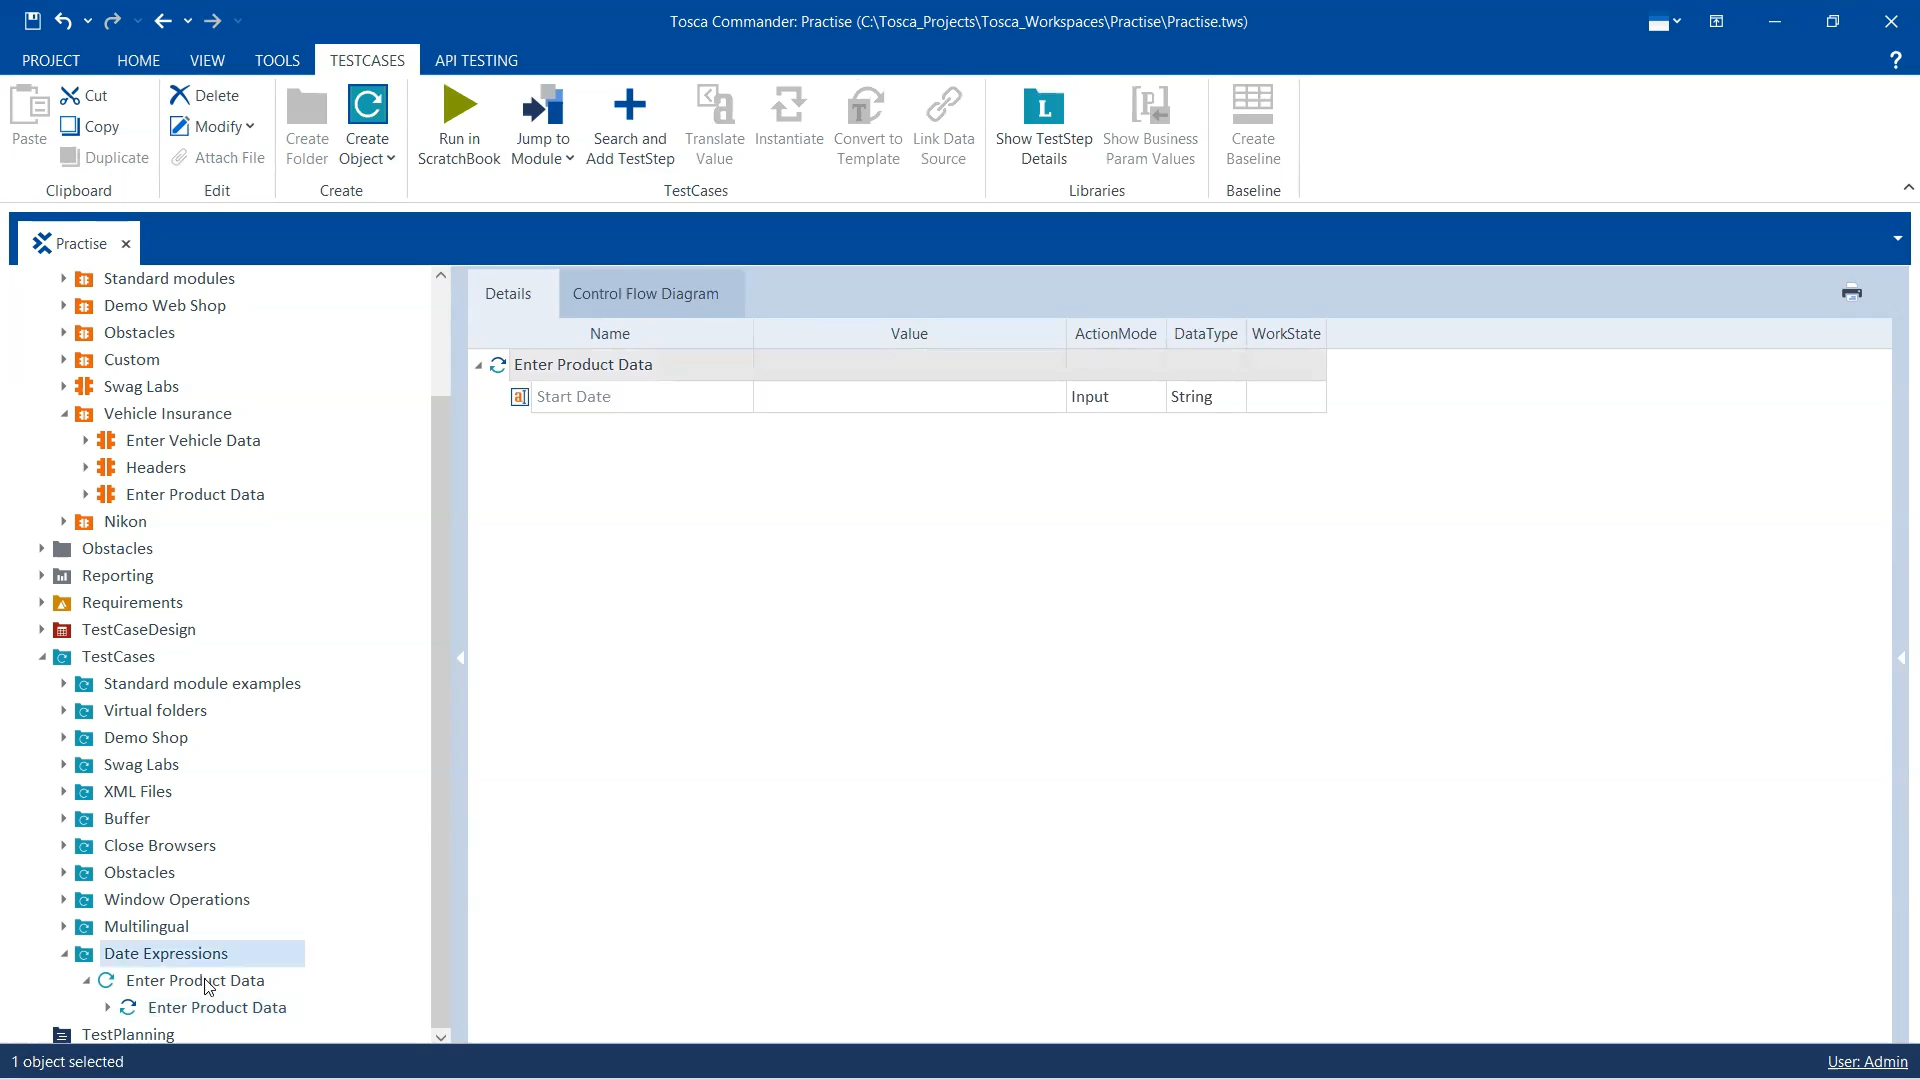 Tosca Commander: Practise (C:\Tosca_Projects\Tosca_Workspaces\Practise\Practise.tws)
PROJECT HOME VIEW TOOLS TESTCASES API TESTING ?
Paste
Cut
Copy
Duplicate
Clipboard
Delete
Modify
Attach File
Edit
Create Folder
Create Object
Create
Run in ScratchBook
Jump to Module
Search and Add TestStep
Translate Value
Instantiate
Convert to Template
Link Data Source
TestCases
Show TestStep Details
Show Business Param Values
Libraries
Create Baseline
Baseline
Practise
Standard modules
Demo Web Shop
Obstacles
Custom
Swag Labs
Vehicle Insurance
Enter Vehicle Data
Headers
Enter Product Data
Nikon
Obstacles
Reporting
Requirements
TestCaseDesign
TestCases
Standard module examples
Virtual folders
Demo Shop
Swag Labs
XML Files
Buffer
Close Browsers
Obstacles
Window Operations
Multilingual
Date Expressions
Enter Product Data
Enter Product Data
TestPlanning
Details Control Flow Diagram
Name Value ActionMode DataType WorkState
Enter Product Data
Start Date Input String
1 object selected
User: Admin